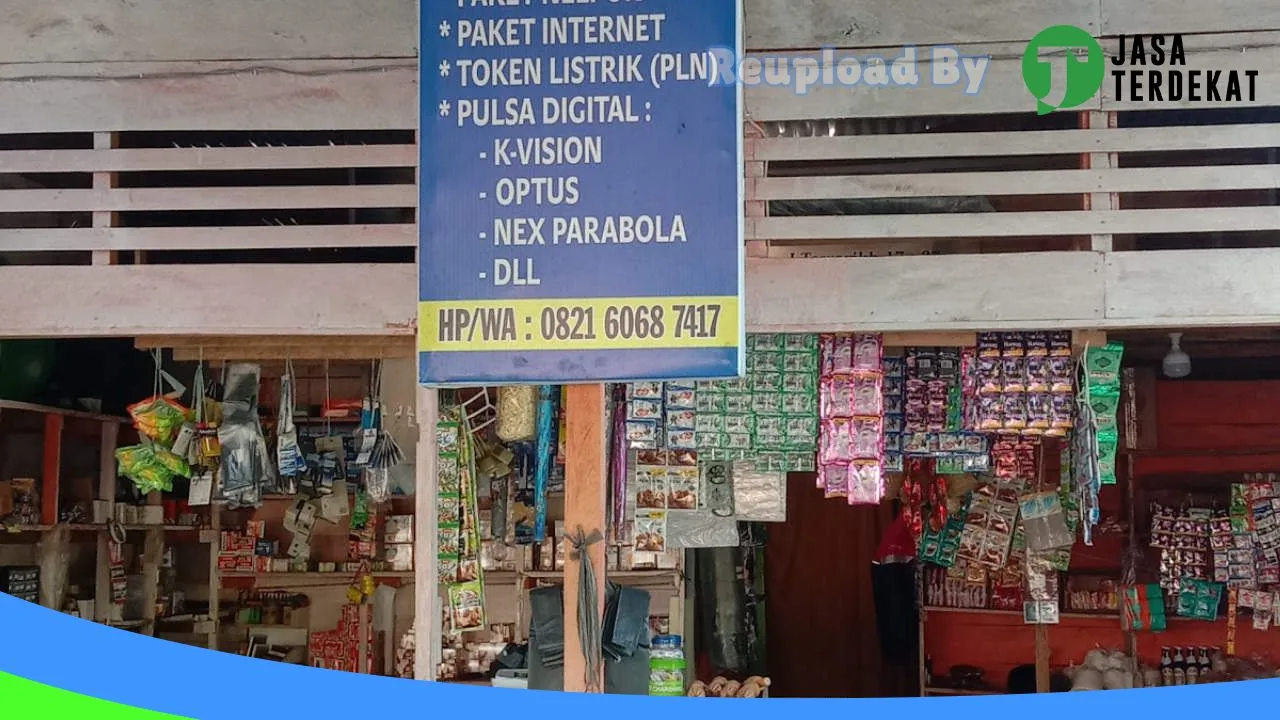 * PAKET INTERNET
* TOKEN LISTRIK (PLN)
* PULSA DIGITAL :
- K-VISION
- OPTUS
- NEX PARABOLA
- DLL
HP/WA : 0821 6068 7417
Reupload By
JASA
TERDEKAT